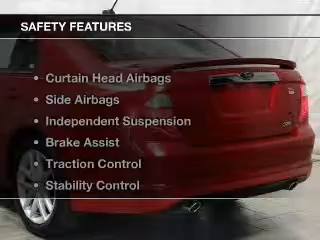 SAFETY FEATURES
• Curtain Head Airbags
• Side Airbags
• Independent Suspension
• Brake Assist
• Traction Control
• Stability Control